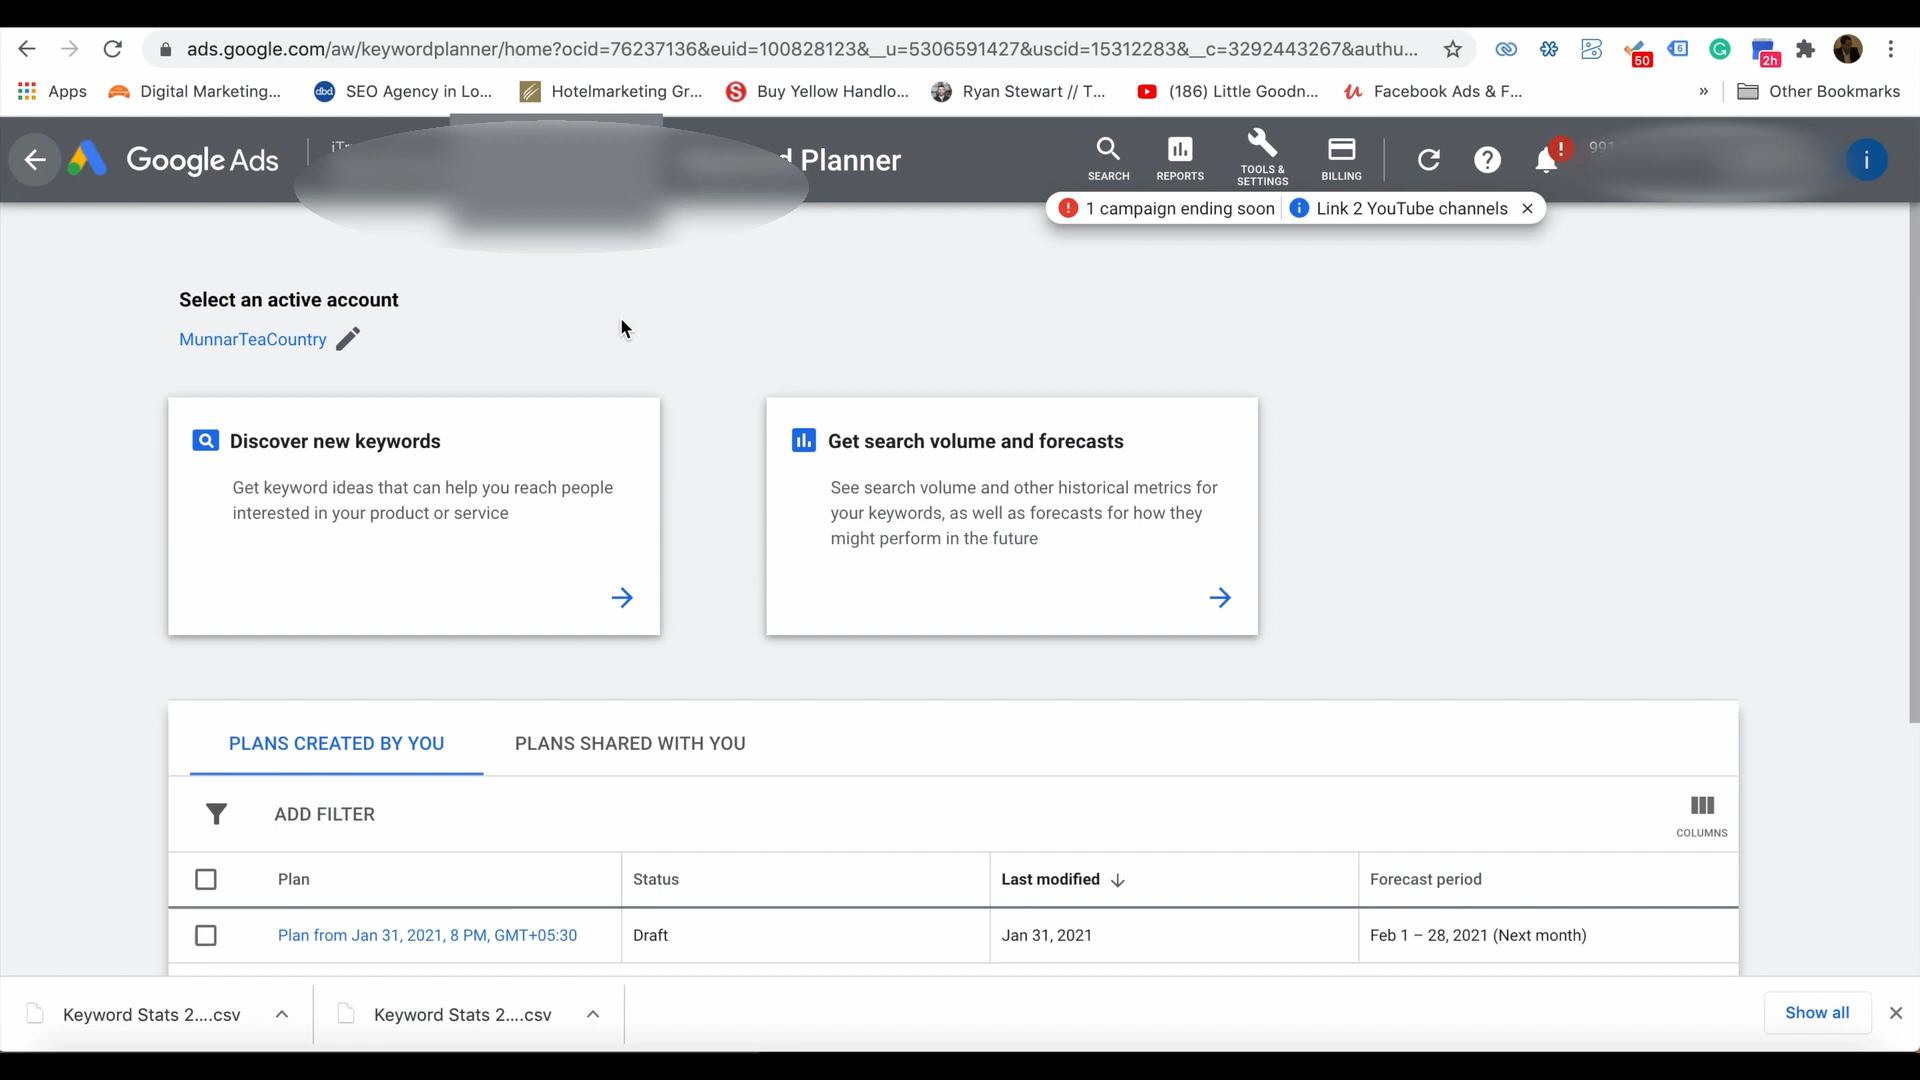 ads.google.com/aw/keywordplanner/home?ocid=76237136&euid=100828123&__u=5306591427&uscid=15312283&__c=3292443267&authu...
50
6
2h
Apps
Digital Marketing...
dbd
SEO Agency in Lo...
Hotelmarketing Gr...
S
Buy Yellow Handlo...
Ryan Stewart // T...
(186) Little Goodn...
Facebook Ads & F...
»
Other Bookmarks
Google Ads
Planner
SEARCH
REPORTS
TOOLS &
SETTINGS
BILLING
991
1 campaign ending soon
Link 2 YouTube channels
Select an active account
MunnarTeaCountry
Discover new keywords
Get keyword ideas that can help you reach people
interested in your product or service
Get search volume and forecasts
See search volume and other historical metrics for
your keywords, as well as forecasts for how they
might perform in the future
PLANS CREATED BY YOU
PLANS SHARED WITH YOU
ADD FILTER
COLUMNS
Plan
Status
Last modified
Forecast period
Plan from Jan 31, 2021, 8 PM, GMT+05:30
Draft
Jan 31, 2021
Feb 1 – 28, 2021 (Next month)
Keyword Stats 2....csv
Keyword Stats 2....csv
Show all